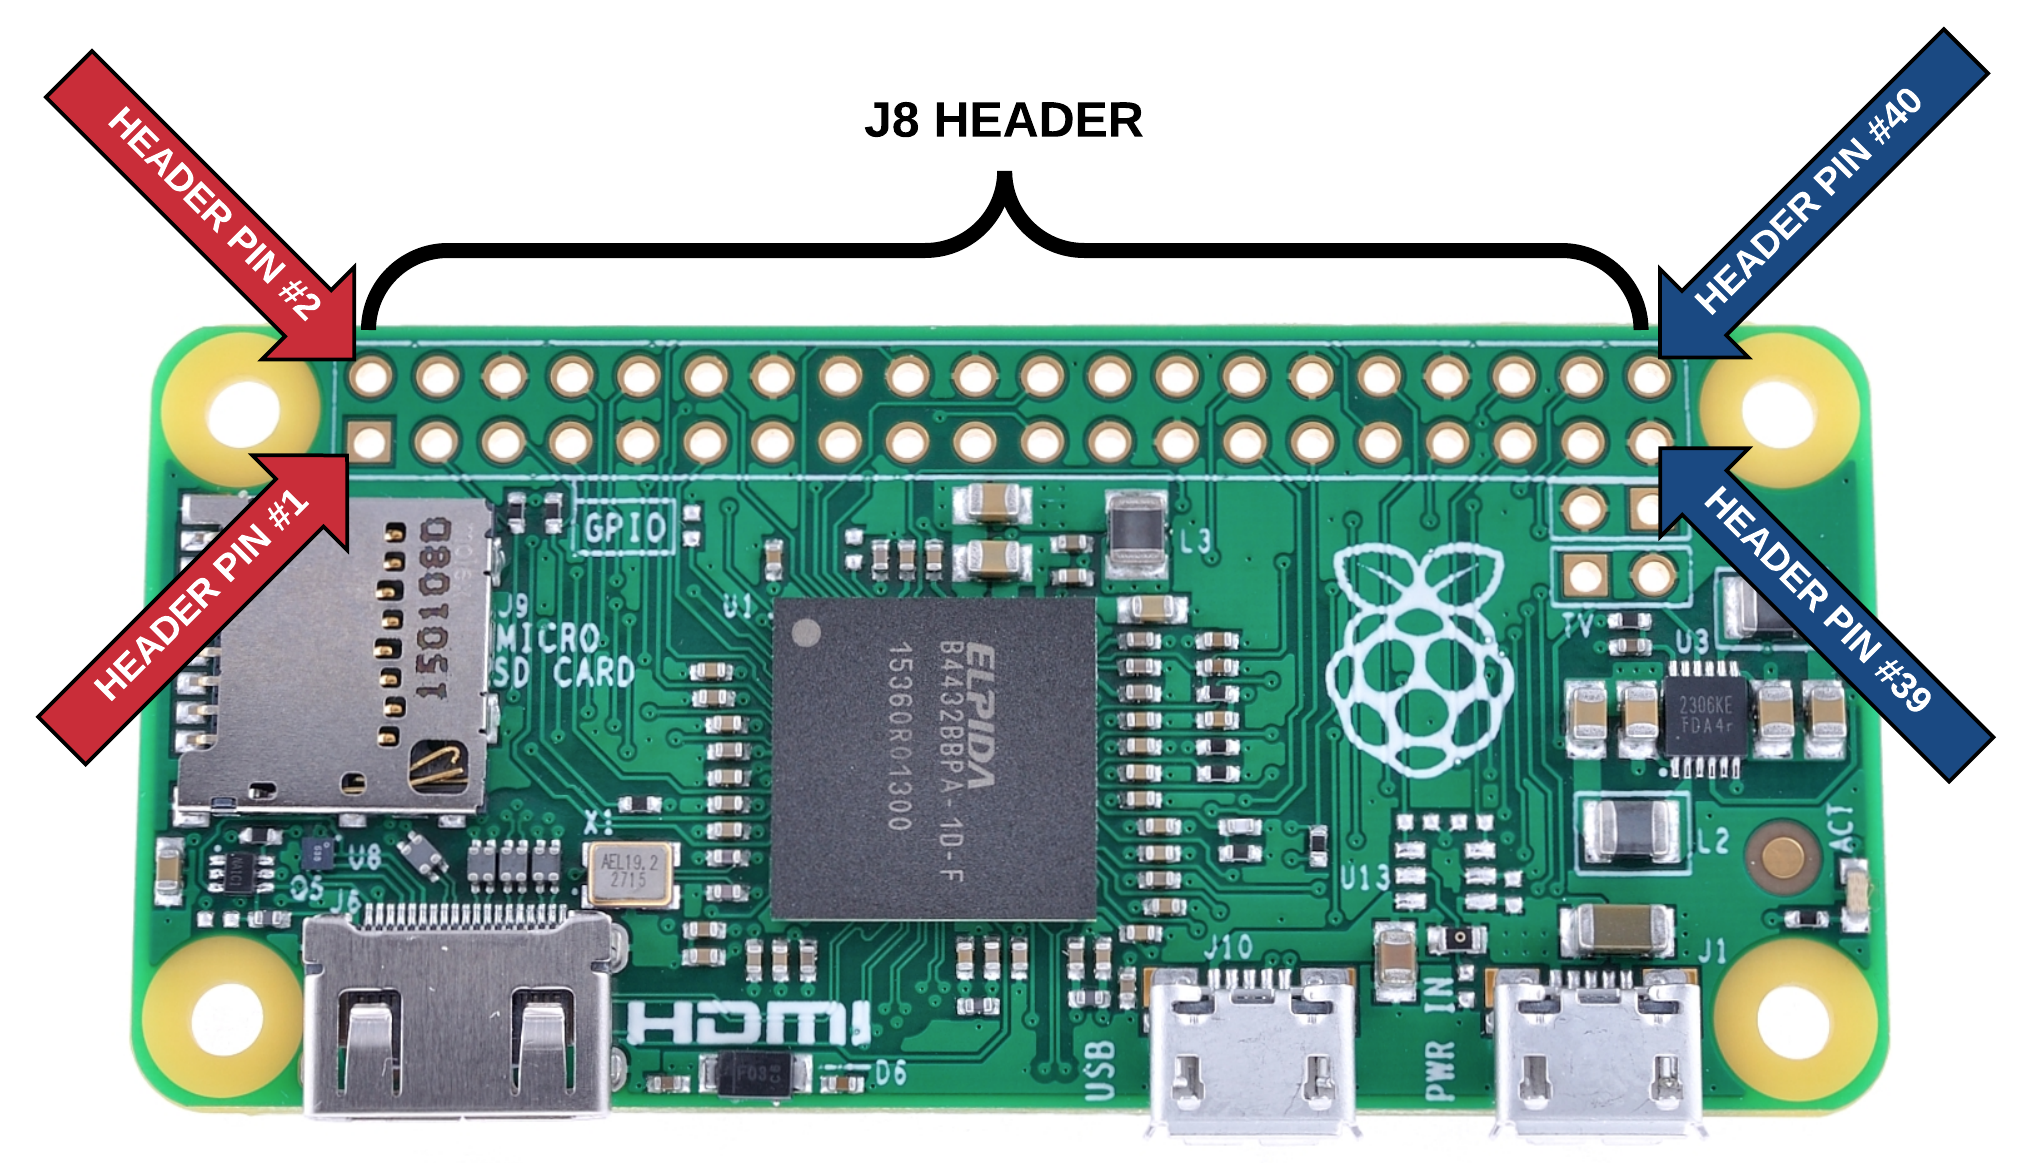 J8 HEADER
HEADER PIN #2
HEADER PIN #40
HEADER PIN #1
HEADER PIN #39
GPIO
L3
1501080
J9
MICRO
SD CARD
U1
ELPIDA
B4432BBPA-1D-F
15360R01300
TV
U3
2306KE
FDA4r
X1
AEL19.2
2715
U8
Q5
J6
U13
L2
ACT
J10
J1
HDMI
D6
USB
PWR IN